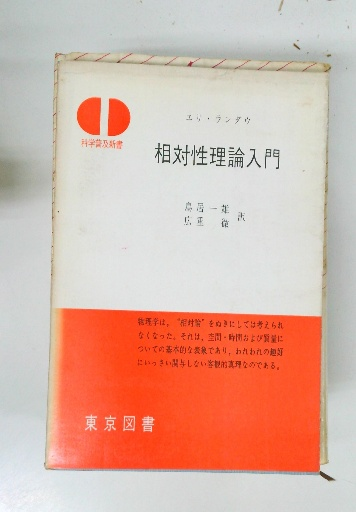 科学普及新書
エリ・ランダウ
相対性理論入門
鳥居一雄
広重 徹 訳
物理学は、“相対論”をぬきにしては考えられ
なくなった。それは、空間・時間および質量に
ついての基本的な表象であり、われわれの趣好
にいっさい関与しない客観的真理なのである。
東京図書